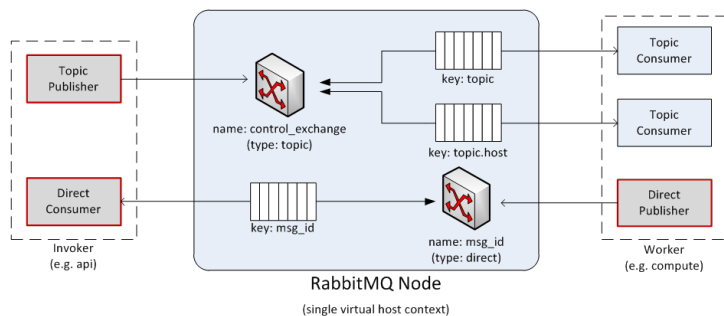 Topic
Publisher
name: control_exchange
(type: topic)
key: topic
Topic
Consumer
key: topic.host
Topic
Consumer
Direct
Consumer
key: msg_id
name: msg_id
(type: direct)
Direct
Publisher
Invoker
(e.g. api)
Worker
(e.g. compute)
RabbitMQ Node
(single virtual host context)